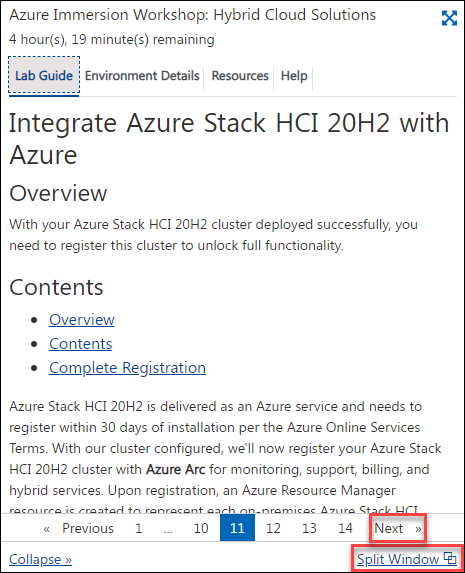 Azure Immersion Workshop: Hybrid Cloud Solutions
4 hour(s), 19 minute(s) remaining
Lab Guide Environment Details Resources Help
Integrate Azure Stack HCI 20H2 with
Azure
Overview
With your Azure Stack HCI 20H2 cluster deployed successfully, you
need to register this cluster to unlock full functionality.
Contents
• Overview
• Contents
• Complete Registration
Azure Stack HCI 20H2 is delivered as an Azure service and needs to
register within 30 days of installation per the Azure Online Services
Terms. With our cluster configured, we'll now register your Azure Stack
HCI 20H2 cluster with Azure Arc for monitoring, support, billing, and
hybrid services. Upon registration, an Azure Resource Manager
resource is created to represent each on-premises Azure Stack HCI
« Previous 1 ... 10 11 12 13 14 Next »
Collapse » Split Window